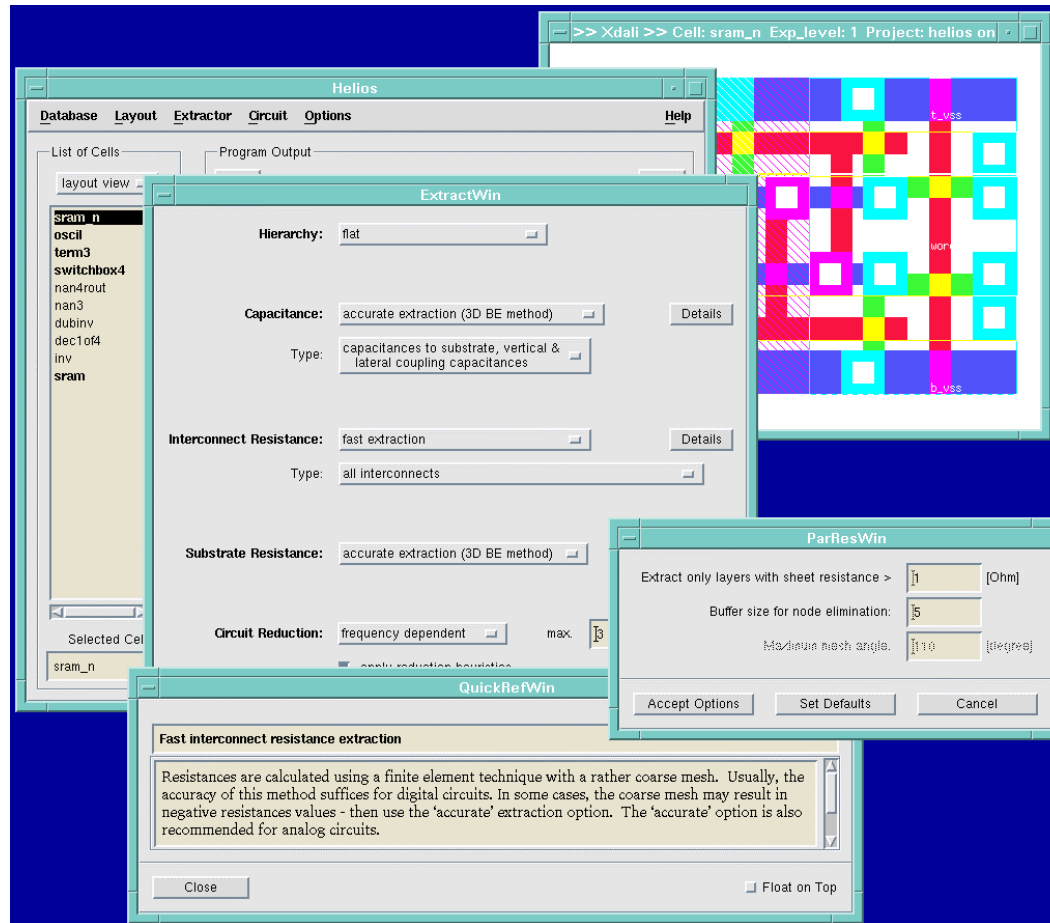 >> Xdali >> Cell: sram_n Exp_level: 1 Project: helios on
t_vss
b_vss
Helios
Database Layout Extractor Circuit Options Help
List of Cells
Program Output
layout view
sram_n
oscil
term3
switchbox4
nan4rout
nan3
dubinv
dec1of4
inv
sram
Selected Cel
sram_n
ExtractWin
Hierarchy: flat
Capacitance: accurate extraction (3D BE method) Details
Type: capacitances to substrate, vertical &
lateral coupling capacitances
Interconnect Resistance: fast extraction Details
Type: all interconnects
Substrate Resistance: accurate extraction (3D BE method)
Circuit Reduction: frequency dependent max. 3
apply reduction heuristics
ParResWin
Extract only layers with sheet resistance > 1 [Ohm]
Buffer size for node elimination: 5
Maximum mesh angle. 110 [degree]
Accept Options Set Defaults Cancel
QuickRefWin
Fast interconnect resistance extraction
Resistances are calculated using a finite element technique with a rather coarse mesh. Usually, the
accuracy of this method suffices for digital circuits. In some cases, the coarse mesh may result in
negative resistances values - then use the 'accurate' extraction option. The 'accurate' option is also
recommended for analog circuits.
Close Float on Top